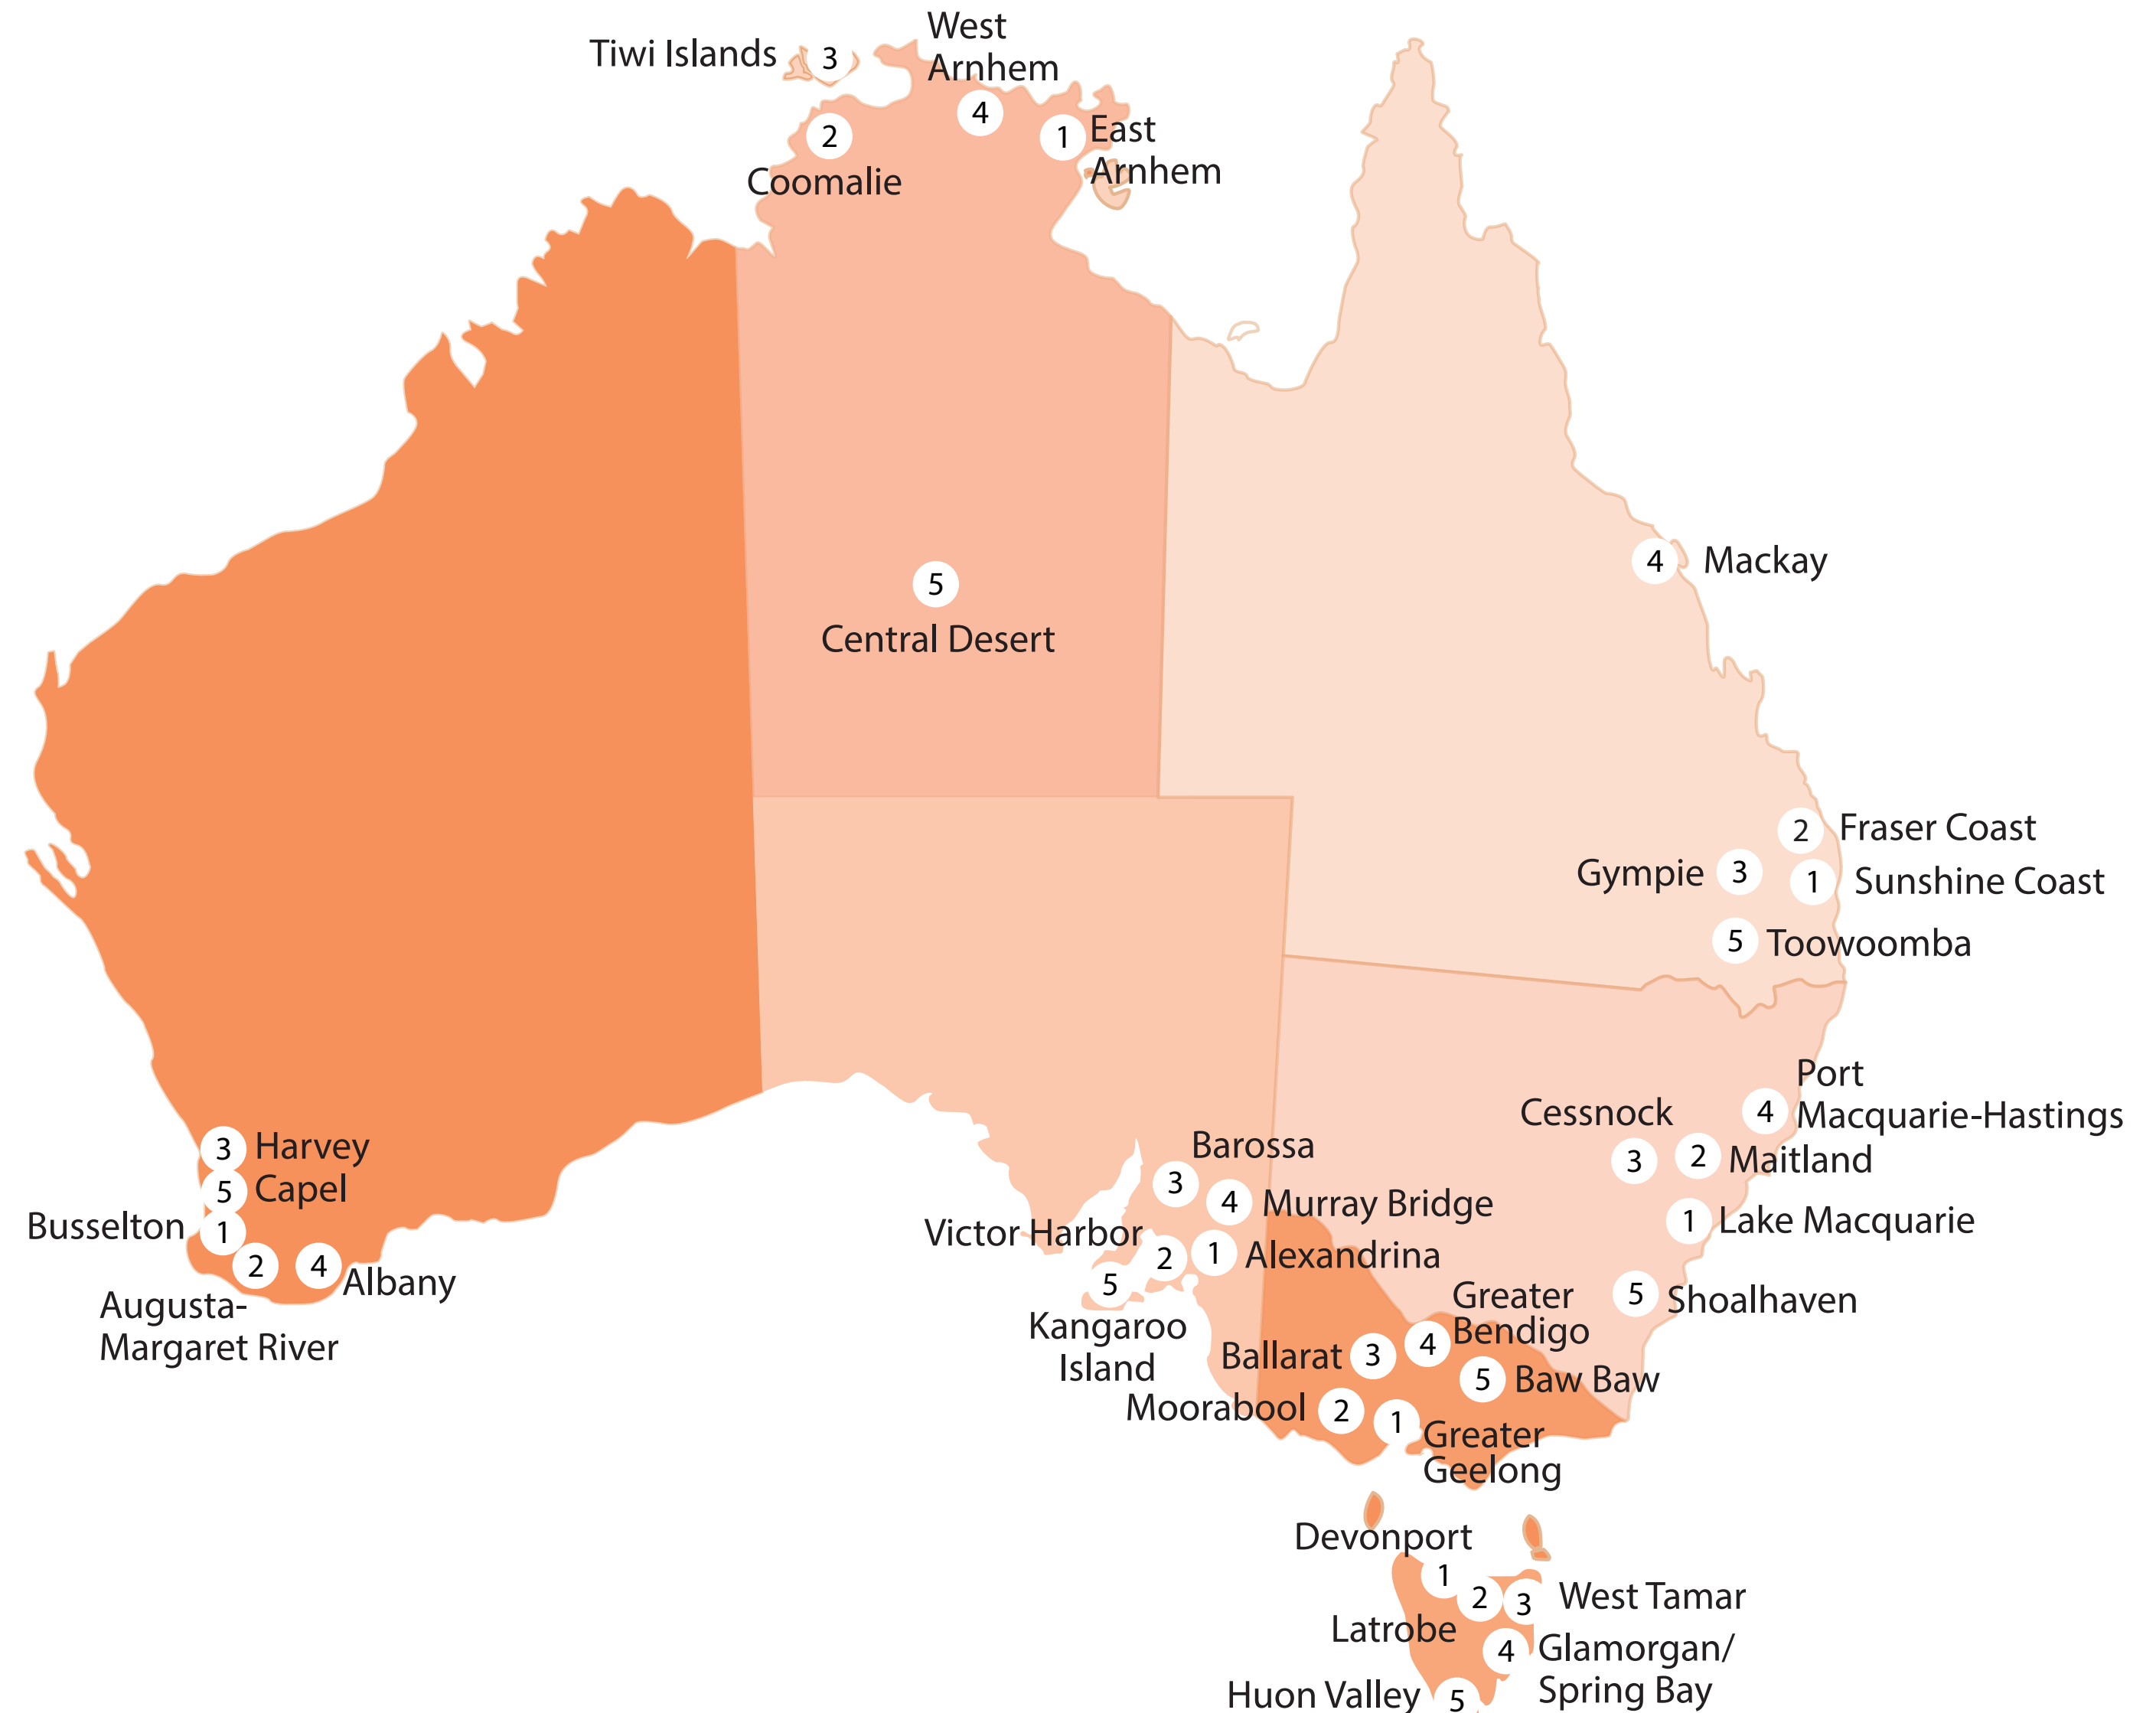 West
Tiwi Islands 3 Arnhem
4
2 1 East
Arnhem
Coomalie
4 Mackay
5
Central Desert
2 Fraser Coast
Gympie 3 1 Sunshine Coast
5 Toowoomba
Port
Cessnock 4 Macquarie-Hastings
3 2 Maitland
3 Harvey
Barossa
5 Capel
3
4 Murray Bridge
1 Lake Macquarie
Busselton 1
Victor Harbor 2 1 Alexandrina
2 4 Albany
5
5 Shoalhaven
Augusta-
Margaret River
Kangaroo
Island
Greater
4 Bendigo
Ballarat 3
5 Baw Baw
Moorabool 2 1 Greater
Geelong
Devonport
1
2 3 West Tamar
Latrobe
4 Glamorgan/
Spring Bay
Huon Valley 5